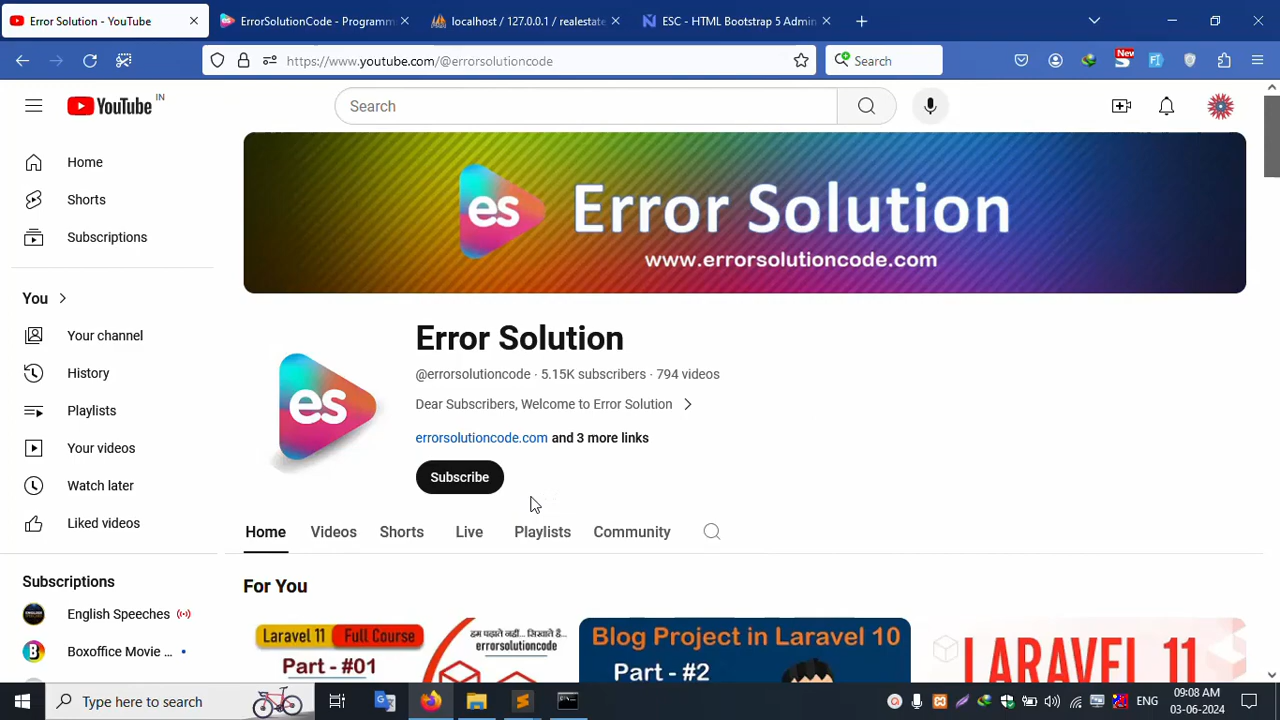 Error Solution - YouTube
ErrorSolutionCode - Programm
localhost / 127.0.0.1 / realestate
ESC - HTML Bootstrap 5 Admin
https://www.youtube.com/@errorsolutioncode
Search
New
YouTube IN
Search
Home
Shorts
Subscriptions
You
Your channel
History
Playlists
Your videos
Watch later
Liked videos
Subscriptions
English Speeches
Boxoffice Movie ...
es Error Solution
www.errorsolutioncode.com
es
Error Solution
@errorsolutioncode · 5.15K subscribers · 794 videos
Dear Subscribers, Welcome to Error Solution
errorsolutioncode.com and 3 more links
Subscribe
Home Videos Shorts Live Playlists Community
For You
Laravel 11 Full Course
Part - #01
हम पढ़ाते नहीं... सिखाते है...
errorsolutioncode
Blog Project in Laravel 10
Part - #2
LARAVEL 11
Type here to search
ENG
09:08 AM
03-06-2024